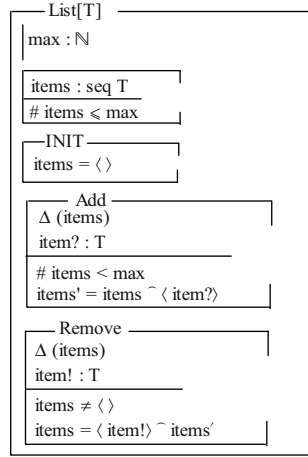 List[T]
max : ℕ
items : seq T
# items ⩽ max
INIT
items = ⟨ ⟩
Add
Δ (items)
item? : T
# items < max
items' = items ⌢ ⟨ item?⟩
Remove
Δ (items)
item! : T
items ≠ ⟨ ⟩
items = ⟨ item!⟩ ⌢ items′